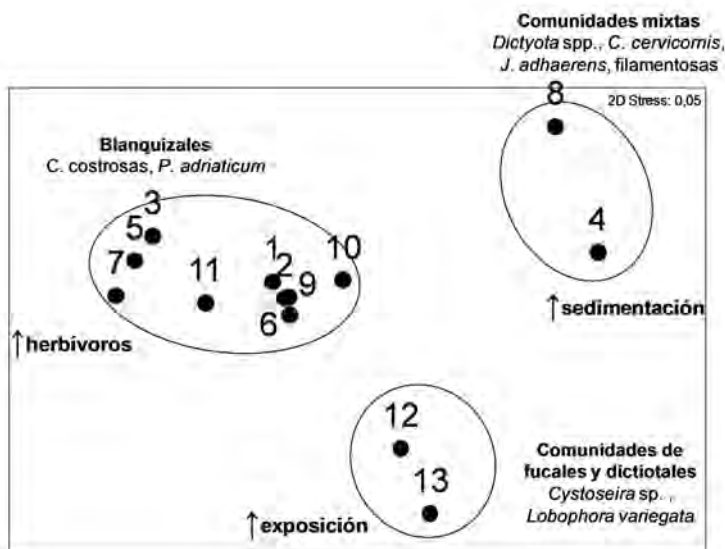 Comunidades mixtas
Dictyota spp., C. cervicornis,
J. adhaerens, filamentosas
8
2D Stress: 0,05
Blanquizales
C. costrosas, P. adriaticum
3
5
7
11
1
2
9
10
6
4
↑ sedimentación
↑ herbívoros
12
13
Comunidades de
fucales y dictiotales
Cystoseira sp. ,
Lobophora variegata
↑ exposición